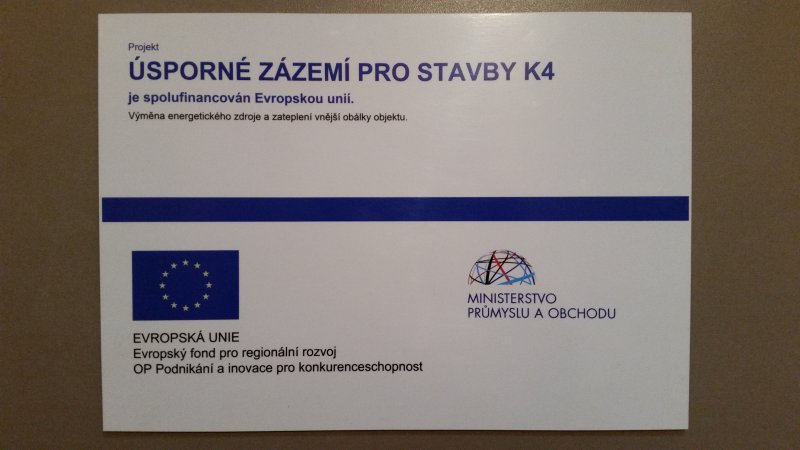 Projekt
ÚSPORNÉ ZÁZEMÍ PRO STAVBY K4
je spolufinancován Evropskou unií.
Výměna energetického zdroje a zateplení vnější obálky objektu.
EVROPSKÁ UNIE
Evropský fond pro regionální rozvoj
OP Podnikání a inovace pro konkurenceschopnost
MINISTERSTVO
PRŮMYSLU A OBCHODU